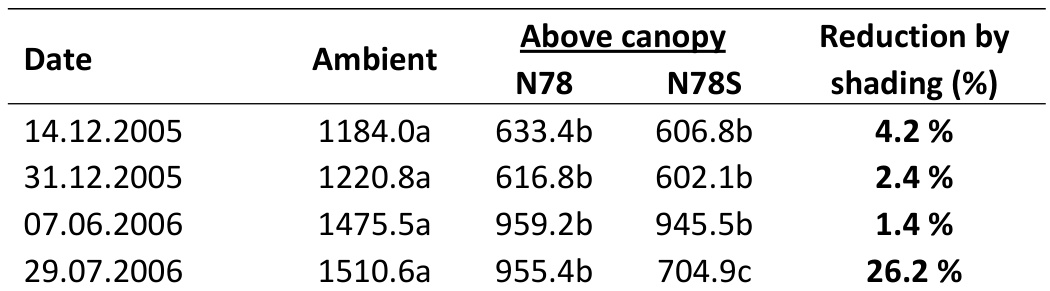 Date Ambient Above canopy Reduction by
N78 N78S shading (%)
14.12.2005 1184.0a 633.4b 606.8b 4.2 %
31.12.2005 1220.8a 616.8b 602.1b 2.4 %
07.06.2006 1475.5a 959.2b 945.5b 1.4 %
29.07.2006 1510.6a 955.4b 704.9c 26.2 %